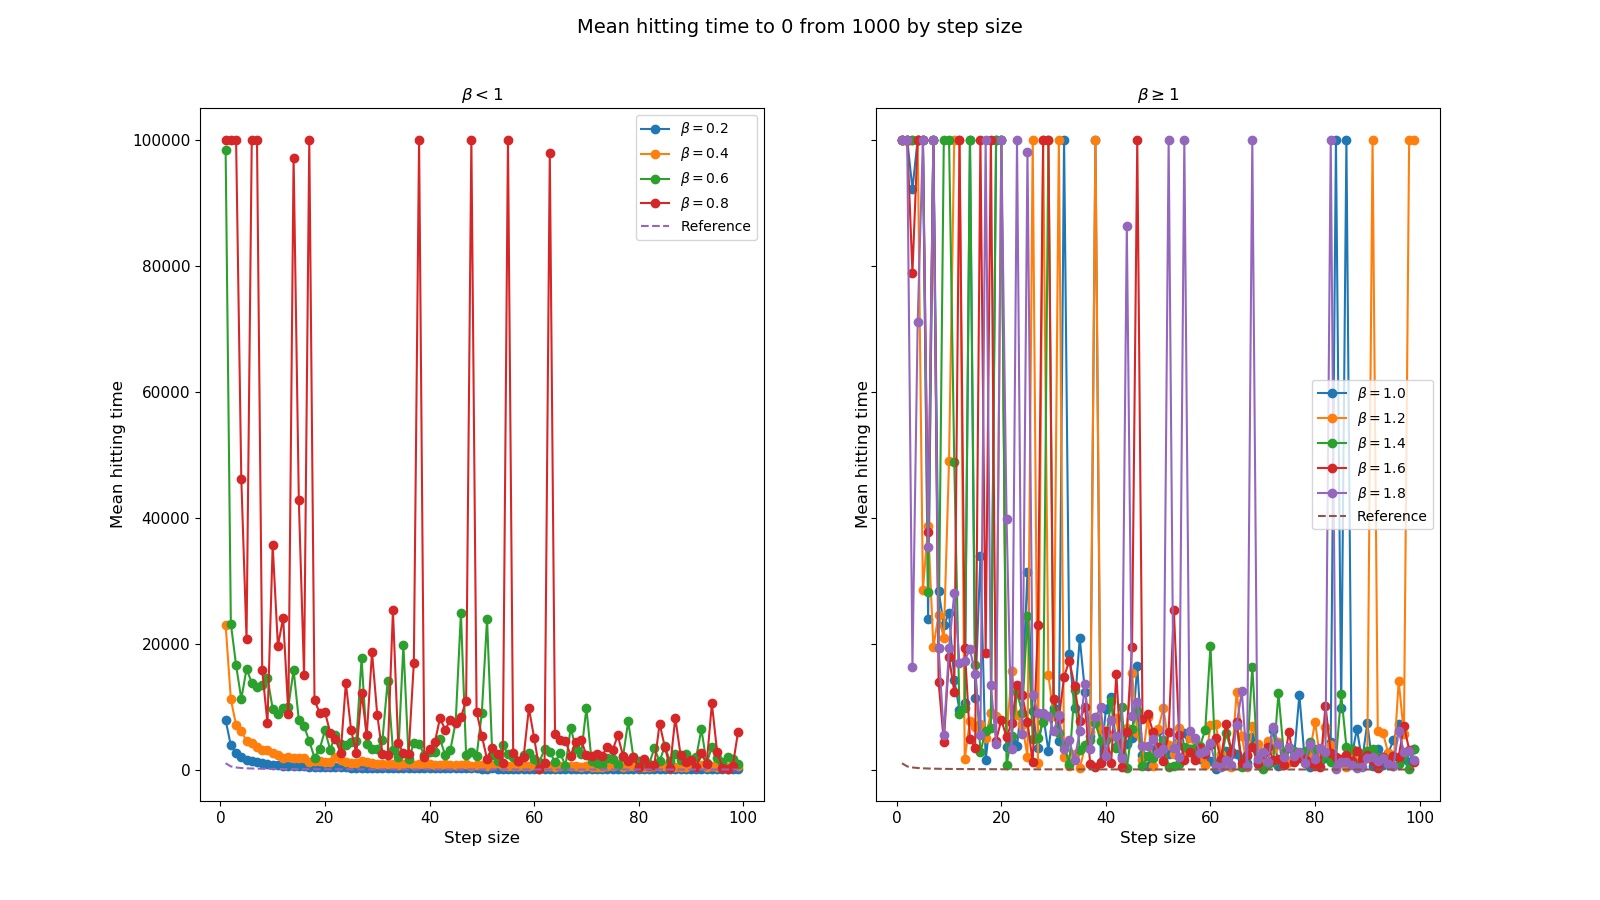 Mean hitting time to 0 from 1000 by step size
β < 1
β = 0.2
β = 0.4
β = 0.6
β = 0.8
Reference
100000
80000
60000
40000
20000
0
Mean hitting time
0 20 40 60 80 100
Step size
β ≥ 1
β = 1.0
β = 1.2
β = 1.4
β = 1.6
β = 1.8
Reference
Mean hitting time
0 20 40 60 80 100
Step size